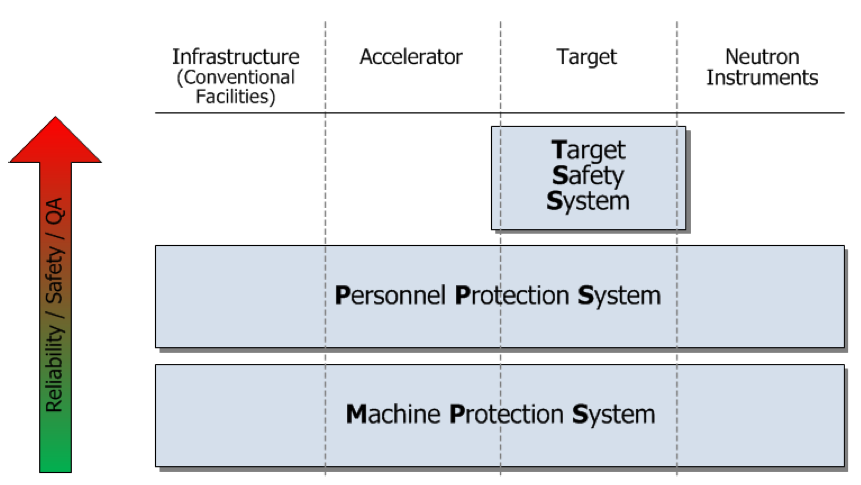 Infrastructure
(Conventional
Facilities)
Accelerator
Target
Neutron
Instruments
Reliability / Safety / QA
Target
Safety
System
Personnel Protection System
Machine Protection System